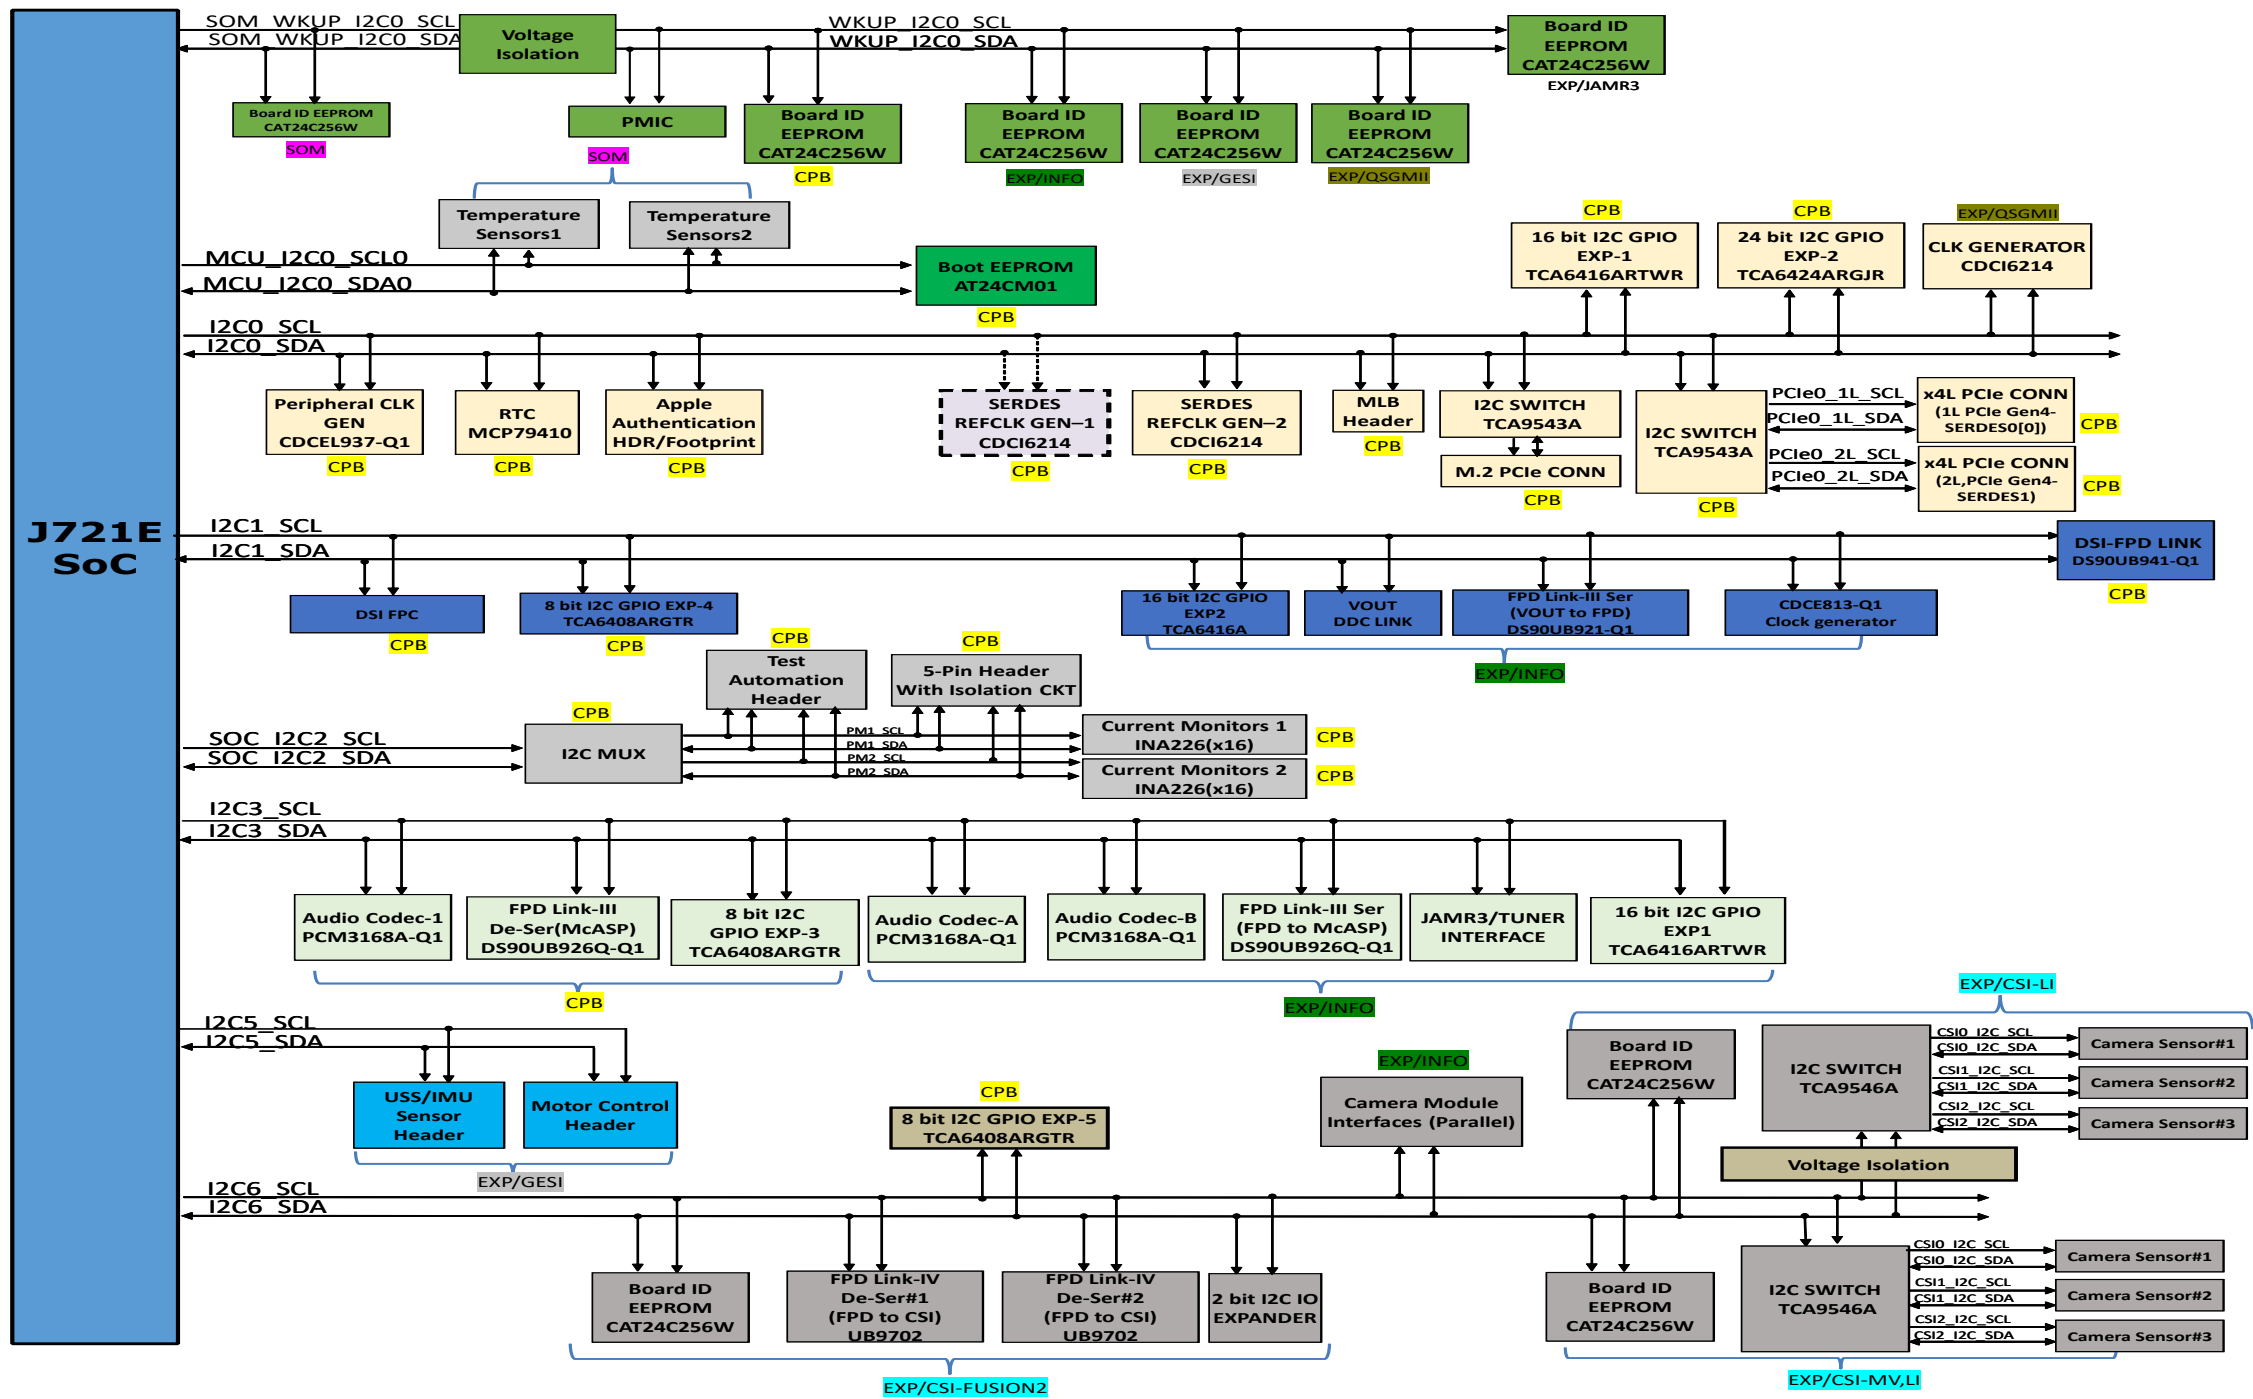 J721E
SoC
SOM_WKUP_I2C0_SCL
SOM_WKUP_I2C0_SDA
Voltage
Isolation
WKUP_I2C0_SCL
WKUP_I2C0_SDA
Board ID
EEPROM
CAT24C256W
EXP/JAMR3
Board ID EEPROM
CAT24C256W
SOM
PMIC
SOM
Board ID
EEPROM
CAT24C256W
CPB
Board ID
EEPROM
CAT24C256W
EXP/INFO
Board ID
EEPROM
CAT24C256W
EXP/GESI
Board ID
EEPROM
CAT24C256W
EXP/QSGMII
Temperature
Sensors1
Temperature
Sensors2
MCU_I2C0_SCL0
MCU_I2C0_SDA0
Boot EEPROM
AT24CM01
CPB
CPB
16 bit I2C GPIO
EXP-1
TCA6416ARTWR
CPB
24 bit I2C GPIO
EXP-2
TCA6424ARGJR
EXP/QSGMII
CLK GENERATOR
CDCI6214
I2C0_SCL
I2C0_SDA
Peripheral CLK
GEN
CDCEL937-Q1
CPB
RTC
MCP79410
CPB
Apple
Authentication
HDR/Footprint
CPB
SERDES
REFCLK GEN–1
CDCI6214
CPB
SERDES
REFCLK GEN–2
CDCI6214
CPB
MLB
Header
CPB
I2C SWITCH
TCA9543A
M.2 PCIe CONN
CPB
I2C SWITCH
TCA9543A
CPB
PCIe0_1L_SCL
PCIe0_1L_SDA
PCIe0_2L_SCL
PCIe0_2L_SDA
x4L PCIe CONN
(1L PCIe Gen4-
SERDES0[0])
CPB
x4L PCIe CONN
(2L,PCIe Gen4-
SERDES1)
CPB
I2C1_SCL
I2C1_SDA
DSI-FPD LINK
DS90UB941-Q1
CPB
DSI FPC
CPB
8 bit I2C GPIO EXP-4
TCA6408ARGTR
CPB
16 bit I2C GPIO
EXP2
TCA6416A
VOUT
DDC LINK
FPD Link-III Ser
(VOUT to FPD)
DS90UB921-Q1
CDCE813-Q1
Clock generator
EXP/INFO
CPB
Test
Automation
Header
CPB
5-Pin Header
With Isolation CKT
SOC_I2C2_SCL
SOC_I2C2_SDA
CPB
I2C MUX
PM1_SCL
PM1_SDA
PM2_SCL
PM2_SDA
Current Monitors 1
INA226(x16)
CPB
Current Monitors 2
INA226(x16)
CPB
I2C3_SCL
I2C3_SDA
Audio Codec-1
PCM3168A-Q1
FPD Link-III
De-Ser(McASP)
DS90UB926Q-Q1
8 bit I2C
GPIO EXP-3
TCA6408ARGTR
CPB
Audio Codec-A
PCM3168A-Q1
Audio Codec-B
PCM3168A-Q1
FPD Link-III Ser
(FPD to McASP)
DS90UB926Q-Q1
JAMR3/TUNER
INTERFACE
16 bit I2C GPIO
EXP1
TCA6416ARTWR
EXP/INFO
I2C5_SCL
I2C5_SDA
USS/IMU
Sensor
Header
Motor Control
Header
EXP/GESI
EXP/CSI-LI
Board ID
EEPROM
CAT24C256W
I2C SWITCH
TCA9546A
CSI0_I2C_SCL
CSI0_I2C_SDA
CSI1_I2C_SCL
CSI1_I2C_SDA
CSI2_I2C_SCL
CSI2_I2C_SDA
Camera Sensor#1
Camera Sensor#2
Camera Sensor#3
Voltage Isolation
EXP/INFO
Camera Module
Interfaces (Parallel)
CPB
8 bit I2C GPIO EXP-5
TCA6408ARGTR
I2C6_SCL
I2C6_SDA
Board ID
EEPROM
CAT24C256W
FPD Link-IV
De-Ser#1
(FPD to CSI)
UB9702
FPD Link-IV
De-Ser#2
(FPD to CSI)
UB9702
2 bit I2C IO
EXPANDER
EXP/CSI-FUSION2
Board ID
EEPROM
CAT24C256W
I2C SWITCH
TCA9546A
CSI0_I2C_SCL
CSI0_I2C_SDA
CSI1_I2C_SCL
CSI1_I2C_SDA
CSI2_I2C_SCL
CSI2_I2C_SDA
Camera Sensor#1
Camera Sensor#2
Camera Sensor#3
EXP/CSI-MV,LI